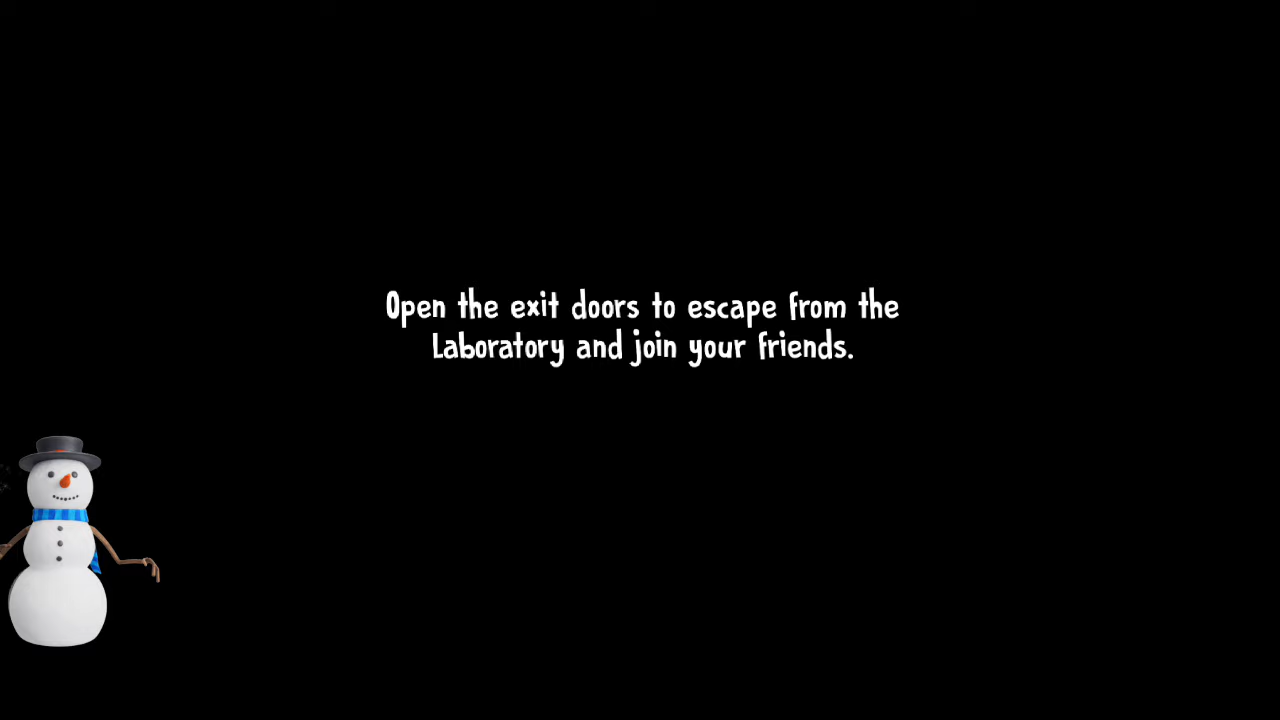 Open the exit doors to escape from the
Laboratory and join your friends.